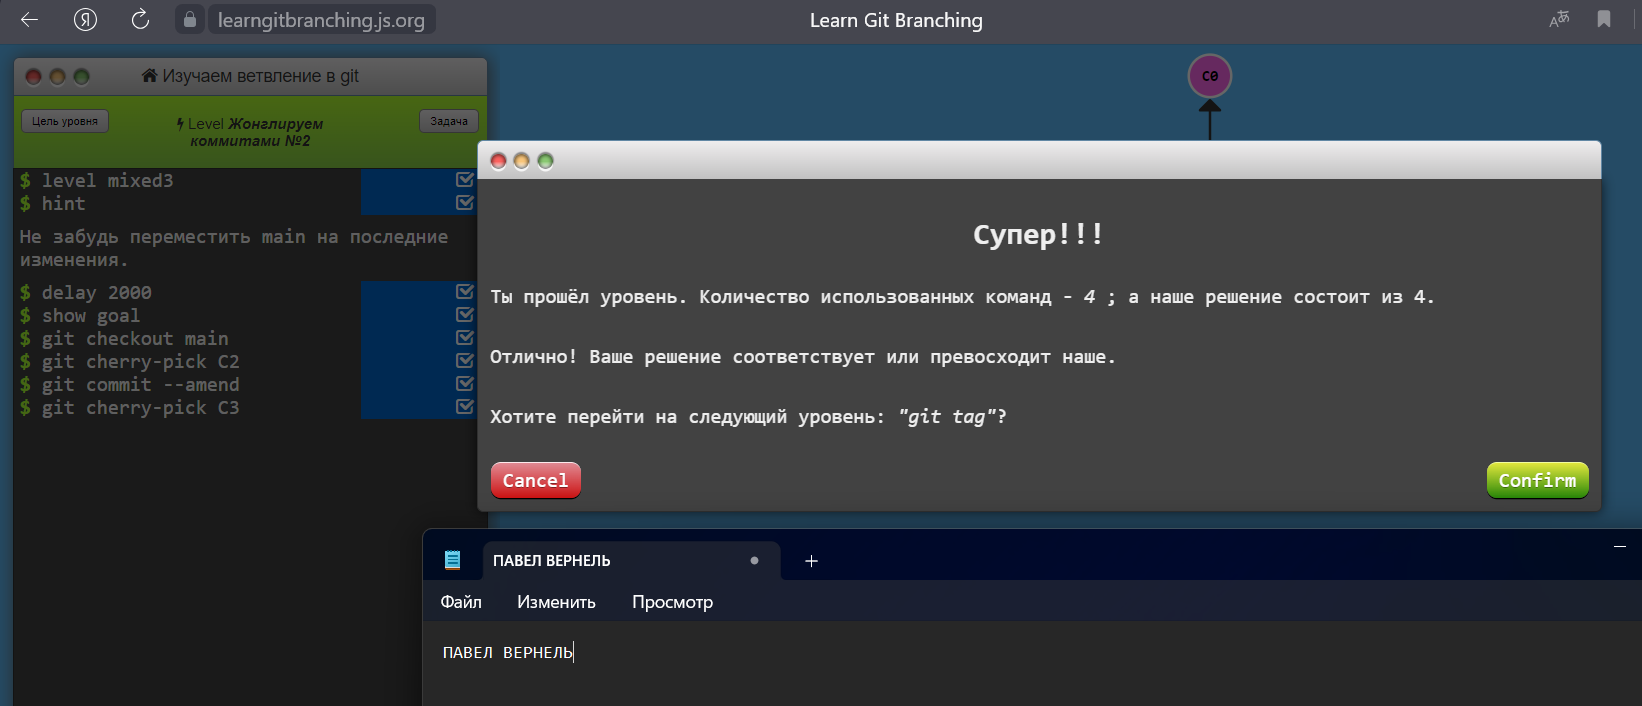 learngitbranching.js.org
Learn Git Branching
Изучаем ветвление в git
Цель уровня
Level Жонглируем
коммитами №2
Задача
$ level mixed3
$ hint
Не забудь переместить main на последние
изменения.
$ delay 2000
$ show goal
$ git checkout main
$ git cherry-pick C2
$ git commit --amend
$ git cherry-pick C3
C0
Супер!!!
Ты прошёл уровень. Количество использованных команд - 4 ; а наше решение состоит из 4.
Отлично! Ваше решение соответствует или превосходит наше.
Хотите перейти на следующий уровень: "git tag"?
Cancel
Confirm
ПАВЕЛ ВЕРНЕЛЬ
Файл Изменить Просмотр
ПАВЕЛ ВЕРНЕЛЬ